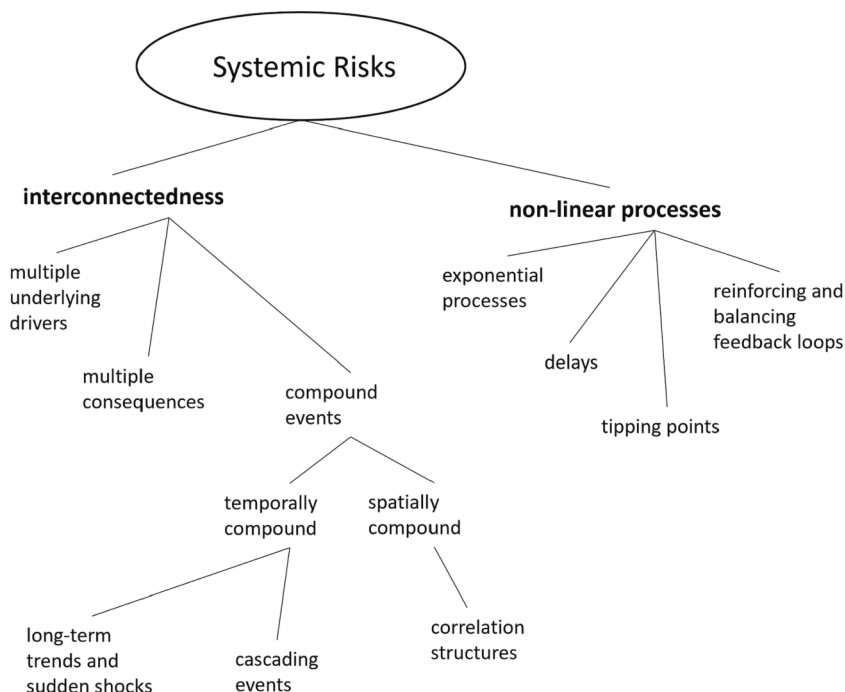 Systemic Risks
interconnectedness
non-linear processes
multiple
underlying
drivers
multiple
consequences
compound
events
exponential
processes
delays
tipping points
reinforcing and
balancing
feedback loops
temporally
compound
spatially
compound
long-term
trends and
sudden shocks
cascading
events
correlation
structures